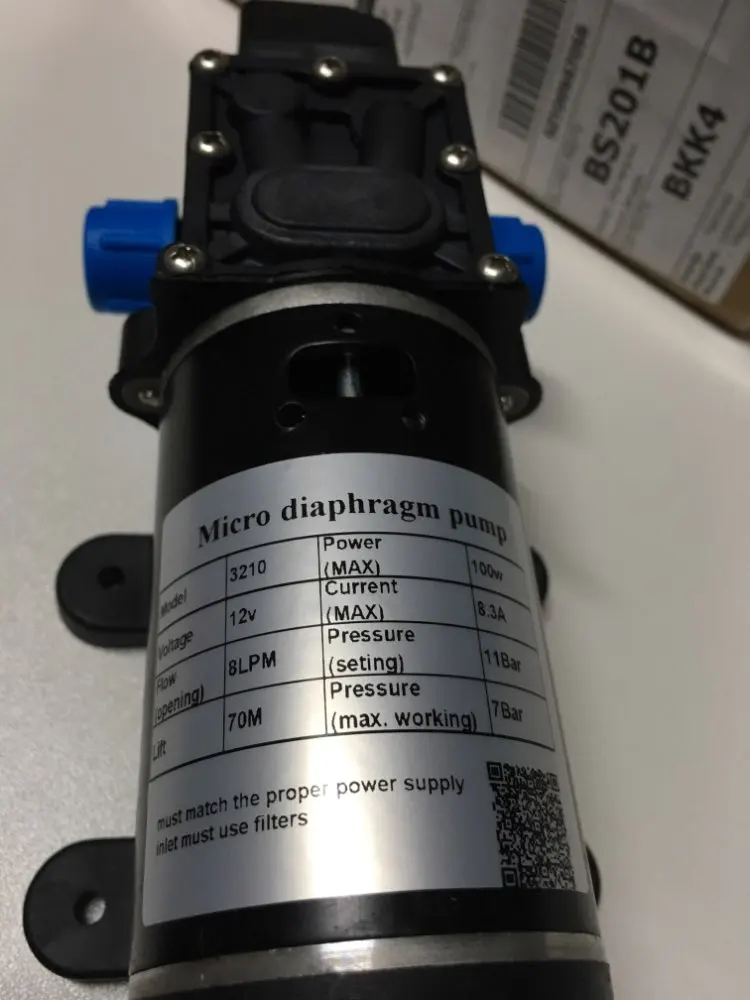 BS201B
BKK4
Micro diaphragm pump
Model 3210 Power (MAX) 100w
Voltage 12v Current (MAX) 8.3A
Flow (opening) 8LPM Pressure (seting) 11Bar
Lift 70M Pressure (max. working) 7Bar
must match the proper power supply
inlet must use filters